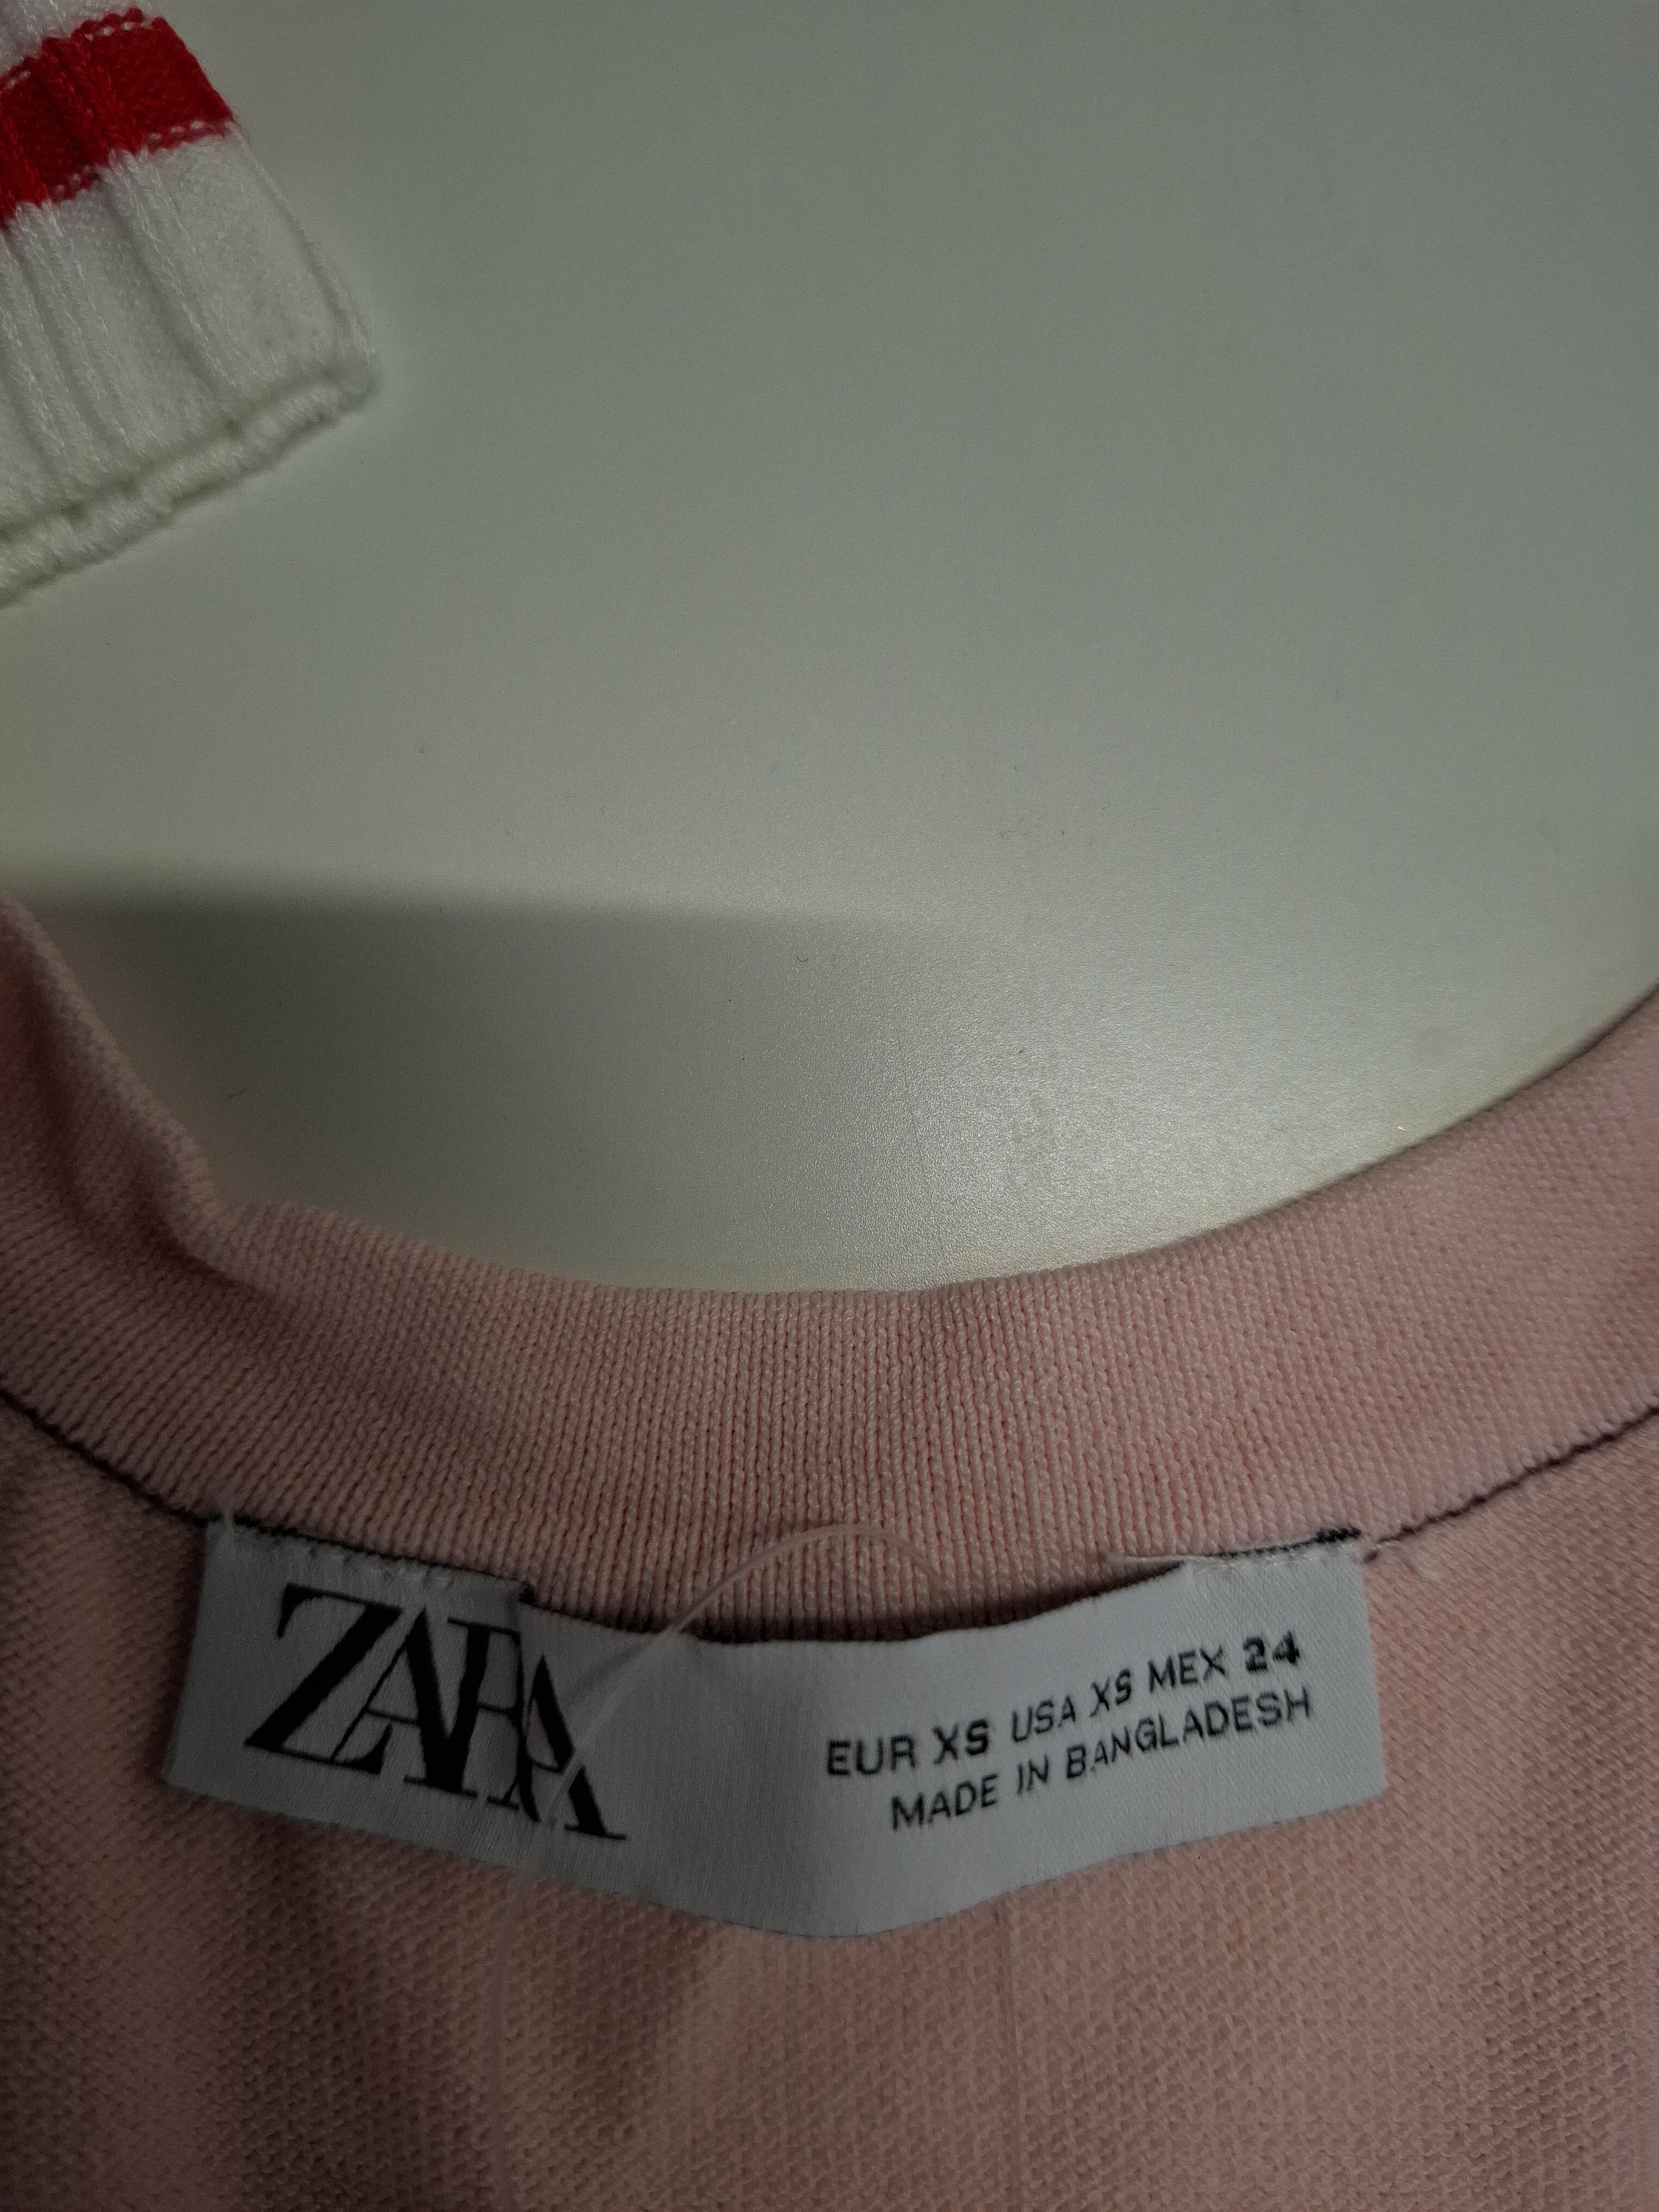 ZARA
EUR XS USA XS MEX 24
MADE IN BANGLADESH